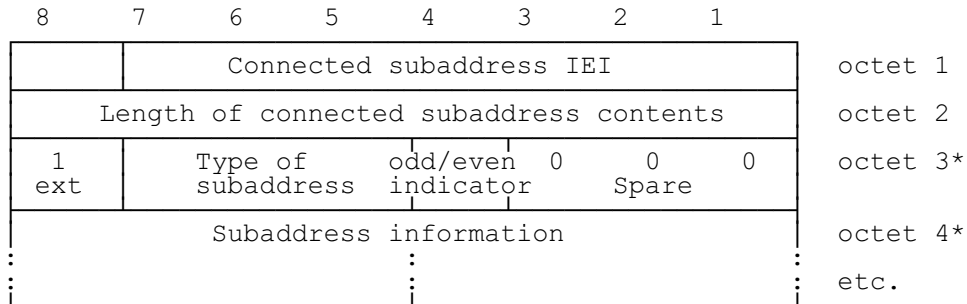 8 7 6 5 4 3 2 1
Connected subaddress IEI octet 1
Length of connected subaddress contents octet 2
1 Type of odd/even 0 0 0 octet 3*
ext subaddress indicator Spare
Subaddress information octet 4*
: : :
: : : etc.